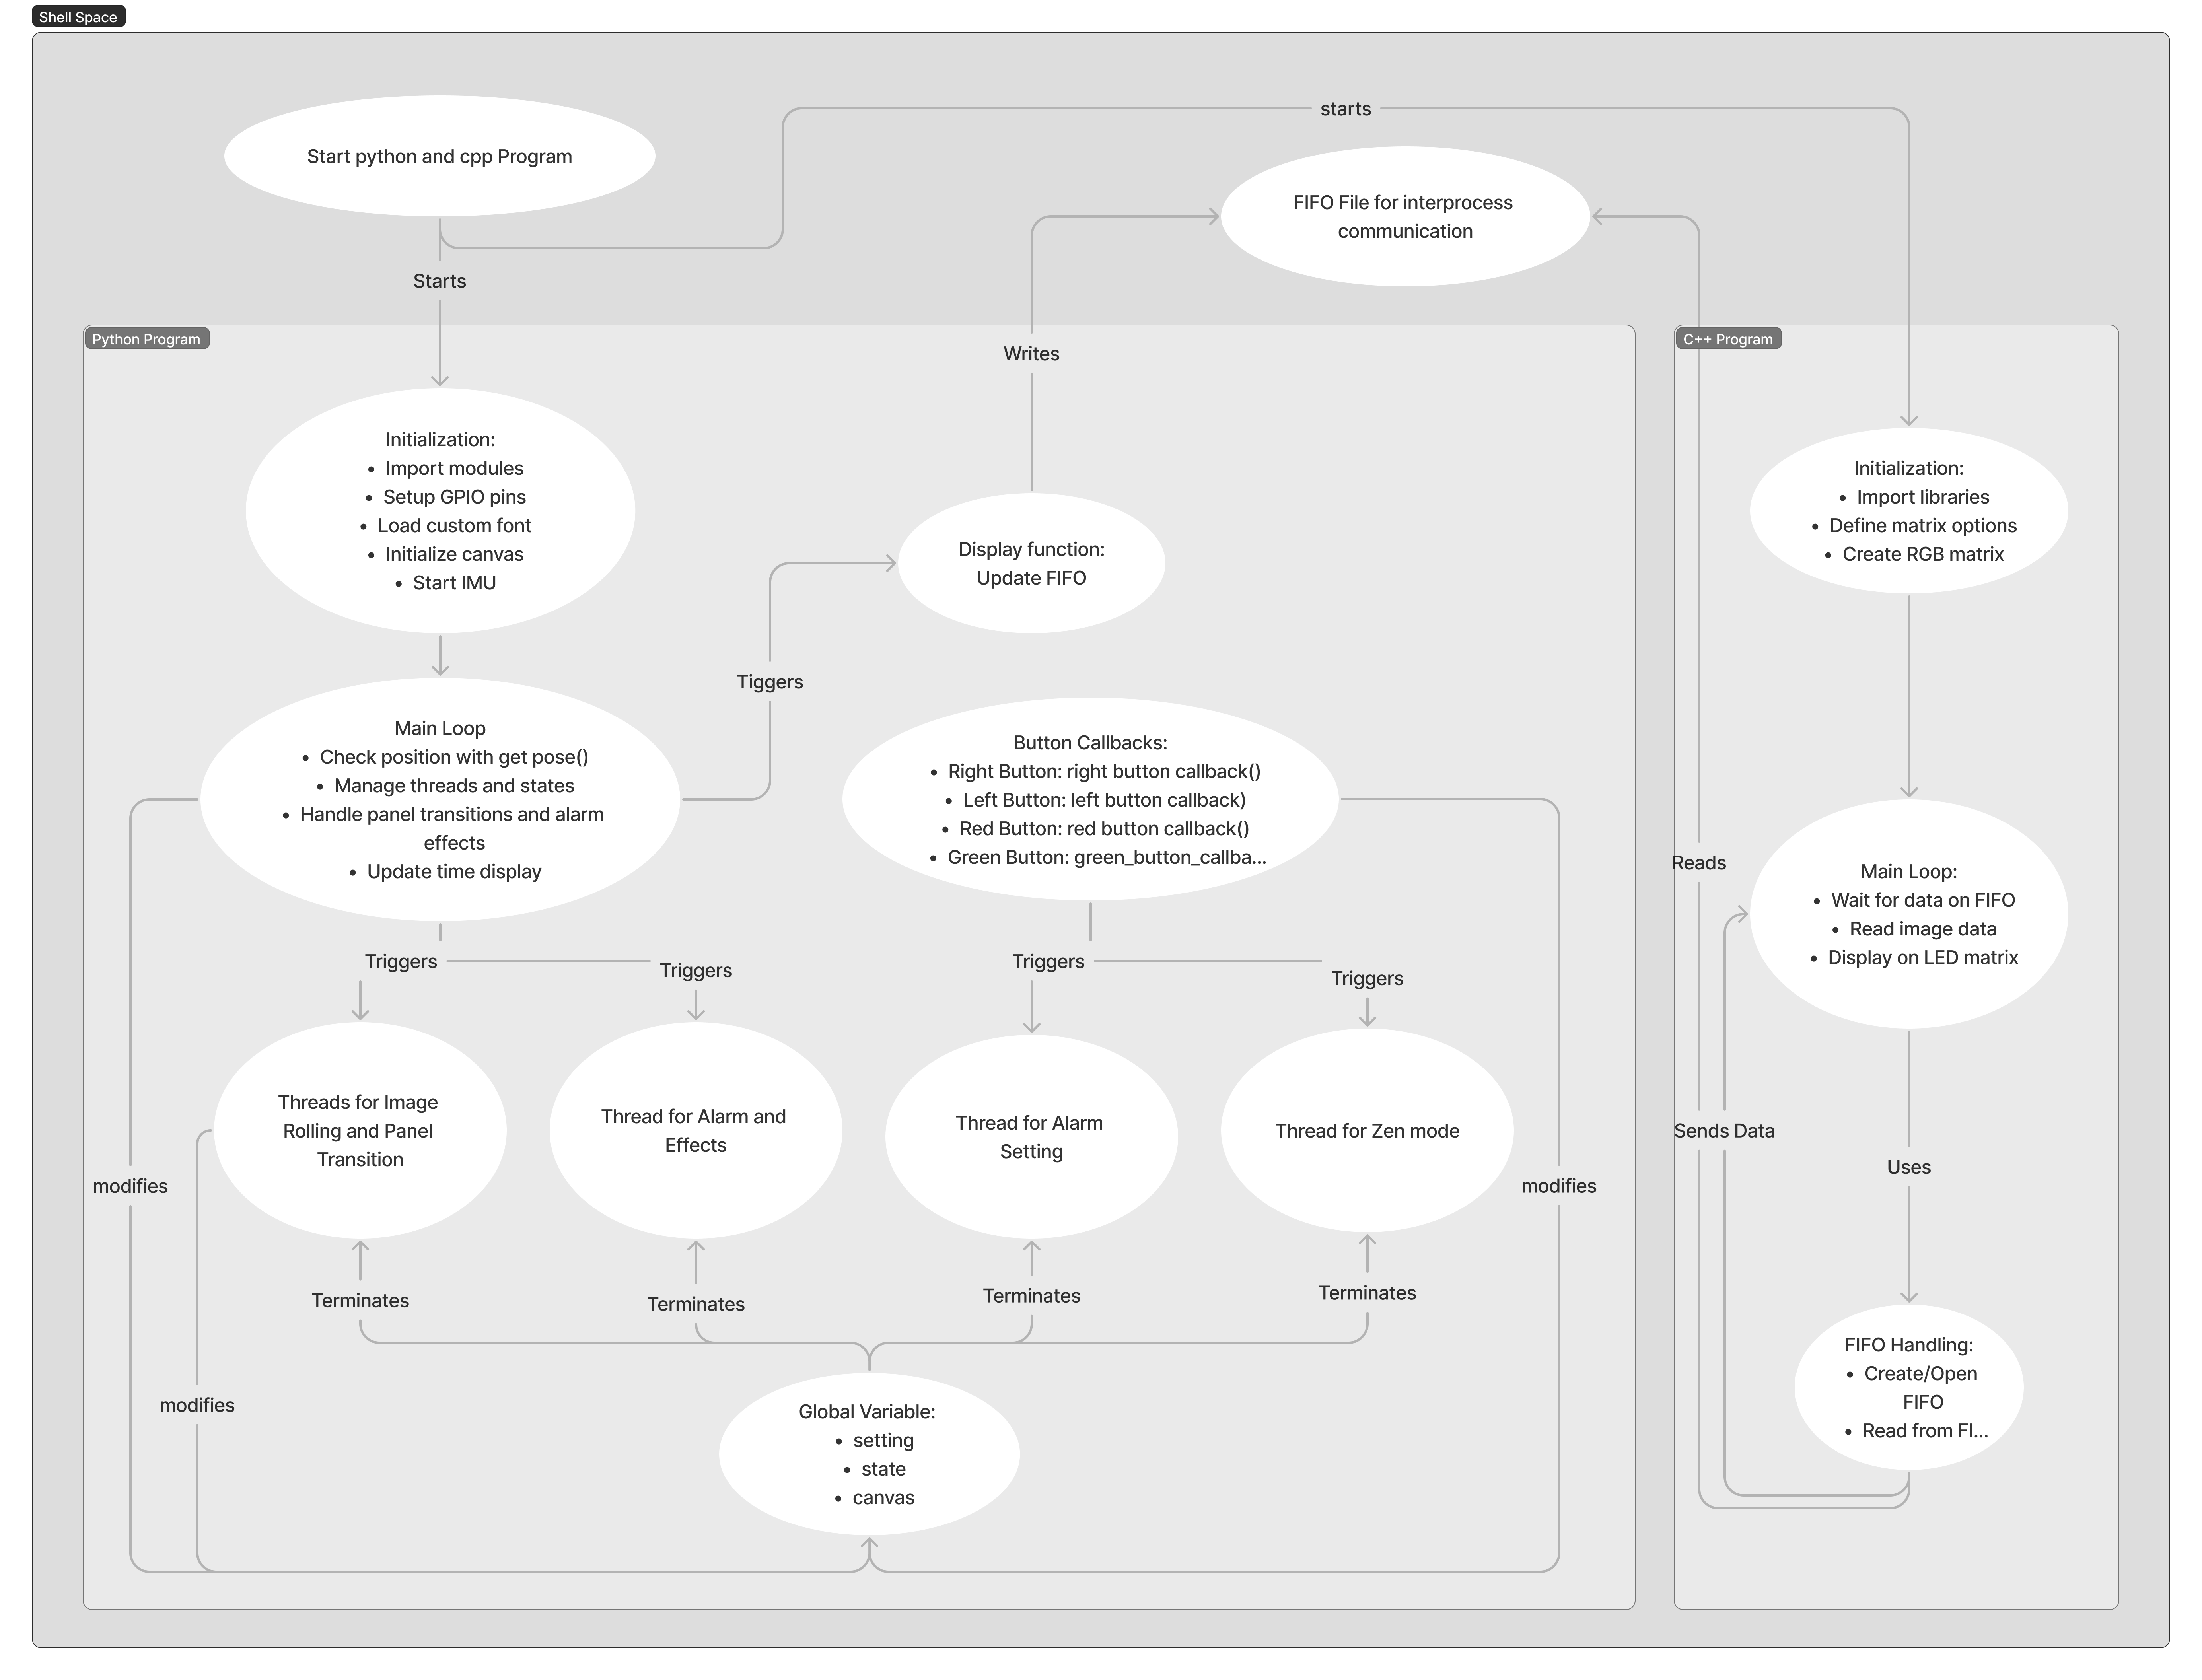 Shell Space
starts
Start python and cpp Program
FIFO File for interprocess
communication
Starts
Python Program
C++ Program
Writes
Initialization:
• Import modules
• Setup GPIO pins
• Load custom font
• Initialize canvas
• Start IMU
Initialization:
• Import libraries
• Define matrix options
• Create RGB matrix
Display function:
Update FIFO
Tiggers
Main Loop
• Check position with get pose()
• Manage threads and states
• Handle panel transitions and alarm
effects
• Update time display
Button Callbacks:
• Right Button: right button callback()
• Left Button: left button callback)
• Red Button: red button callback()
• Green Button: green_button_callba...
Reads
Main Loop:
• Wait for data on FIFO
• Read image data
• Display on LED matrix
Triggers
Triggers
Triggers
Triggers
Threads for Image
Rolling and Panel
Transition
Thread for Alarm and
Effects
Thread for Alarm
Setting
Thread for Zen mode
Sends Data
Uses
modifies
modifies
Terminates
Terminates
Terminates
Terminates
FIFO Handling:
• Create/Open
FIFO
• Read from FI...
modifies
Global Variable:
• setting
• state
• canvas